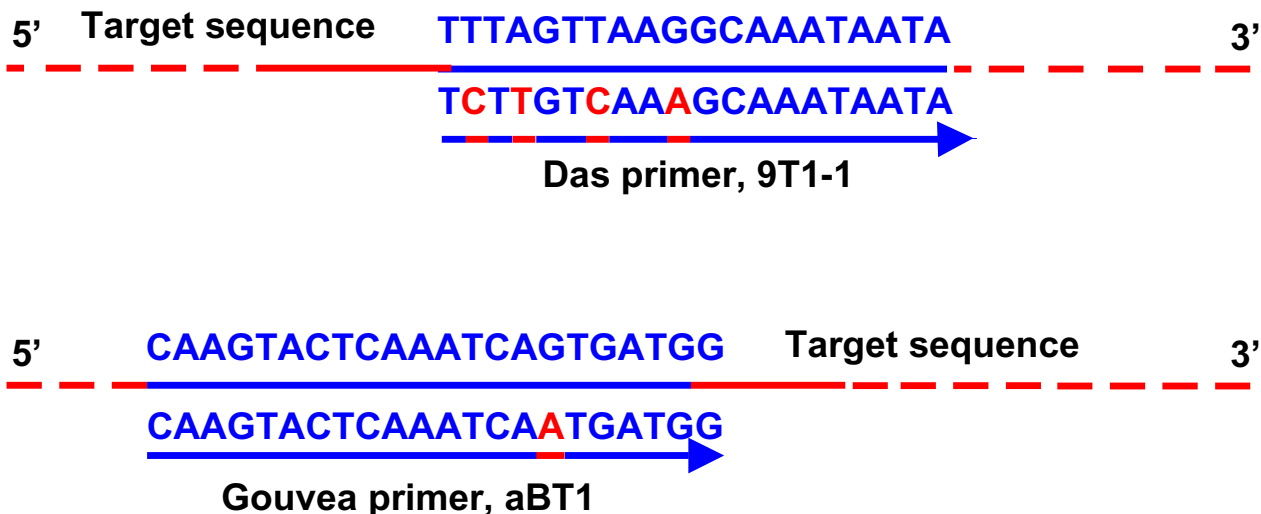 5’ Target sequence TTTAGTTAAGGCAAATAATA 3’
TCTTGTCAAAGCAAATAATA
Das primer, 9T1-1
5’ CAAGTACTCAAATCAGTGATGG Target sequence 3’
CAAGTACTCAAATCAATGATGG
Gouvea primer, aBT1